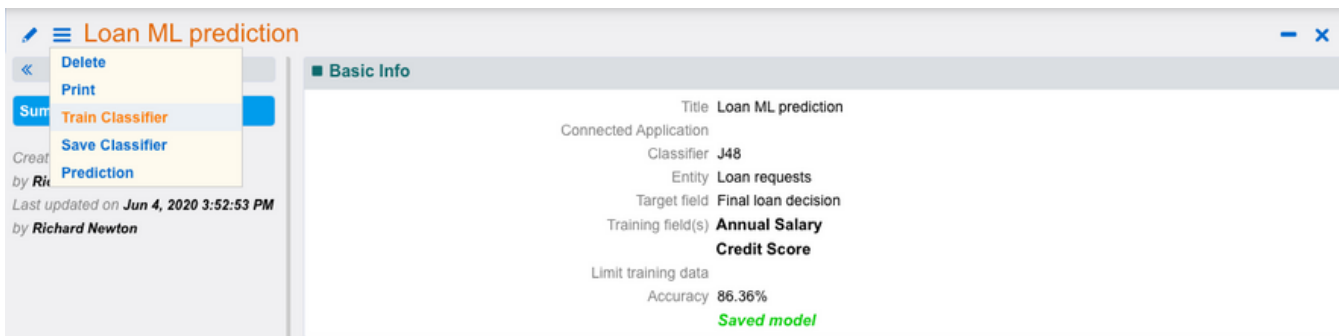 Loan ML prediction
Delete
Print
Train Classifier
Save Classifier
Prediction
Sum
Creat
by Ri
Last updated on Jun 4, 2020 3:52:53 PM
by Richard Newton
Basic Info
Title Loan ML prediction
Connected Application
Classifier J48
Entity Loan requests
Target field Final loan decision
Training field(s) Annual Salary
Credit Score
Limit training data
Accuracy 86.36%
Saved model